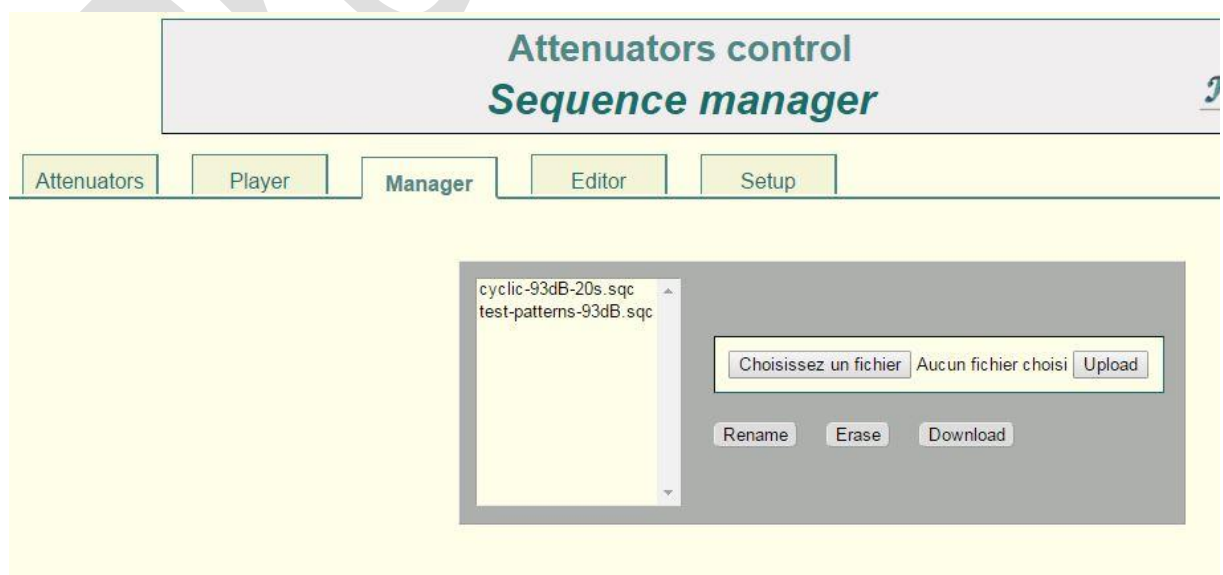 Attenuators control
Sequence manager
Attenuators Player Manager Editor Setup
cyclic-93dB-20s.sqc
test-patterns-93dB.sqc
Choisissez un fichier Aucun fichier choisi Upload
Rename Erase Download